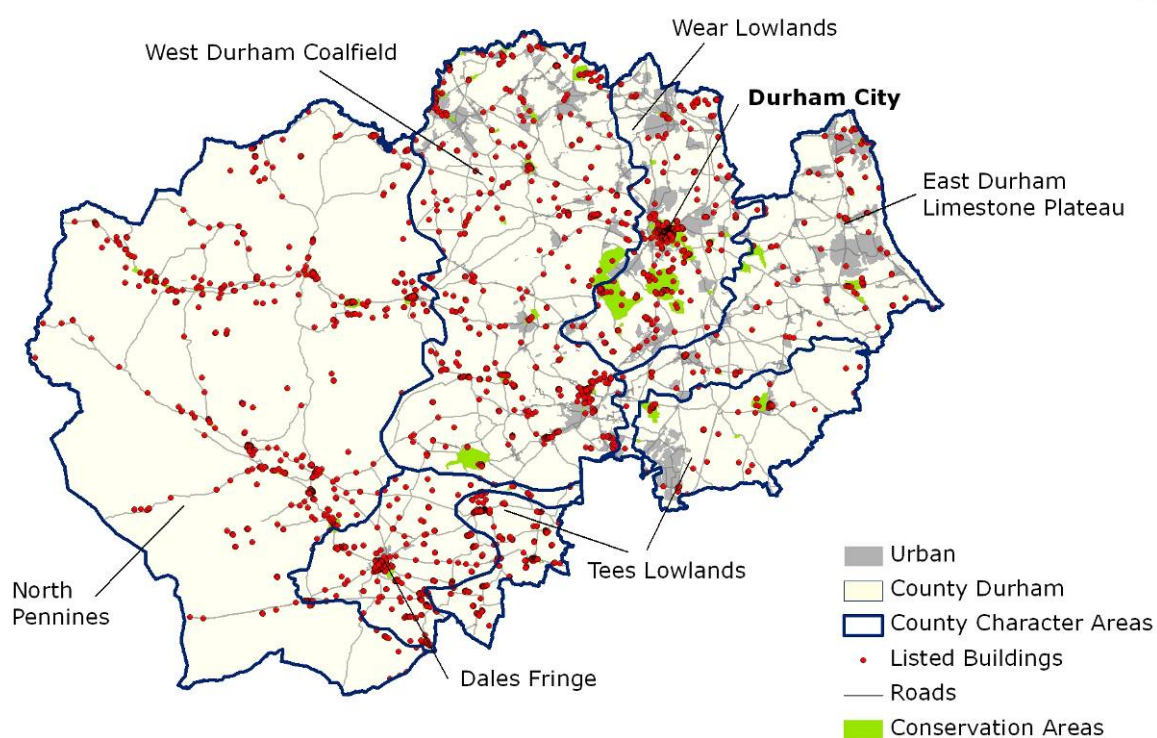 Wear Lowlands
West Durham Coalfield
Durham City
East Durham
Limestone Plateau
North
Pennines
Tees Lowlands
Dales Fringe
Urban
County Durham
County Character Areas
Listed Buildings
Roads
Conservation Areas